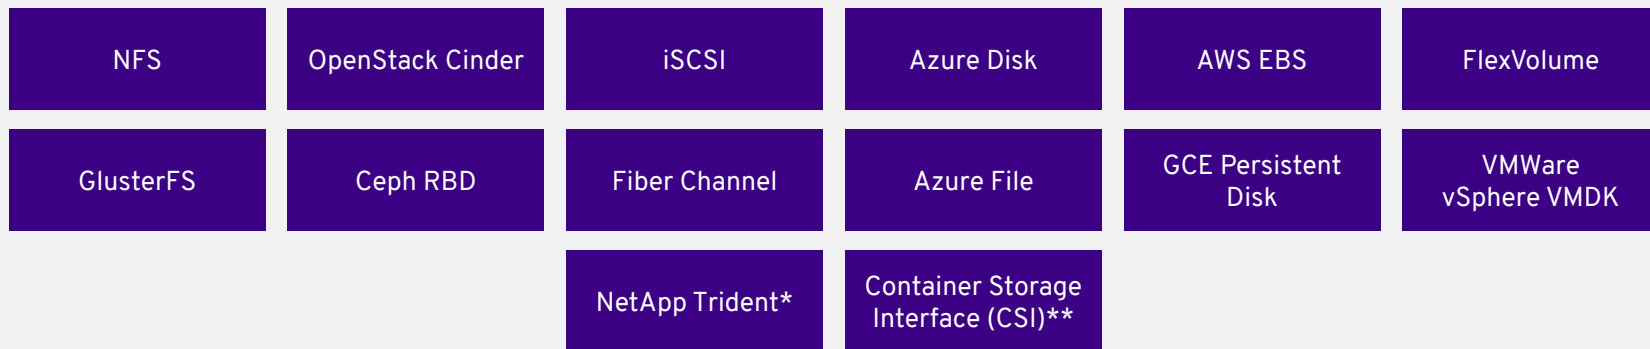 NFS
OpenStack Cinder
iSCSI
Azure Disk
AWS EBS
FlexVolume
GlusterFS
Ceph RBD
Fiber Channel
Azure File
GCE Persistent
Disk
VMWare
vSphere VMDK
NetApp Trident*
Container Storage
Interface (CSI)**